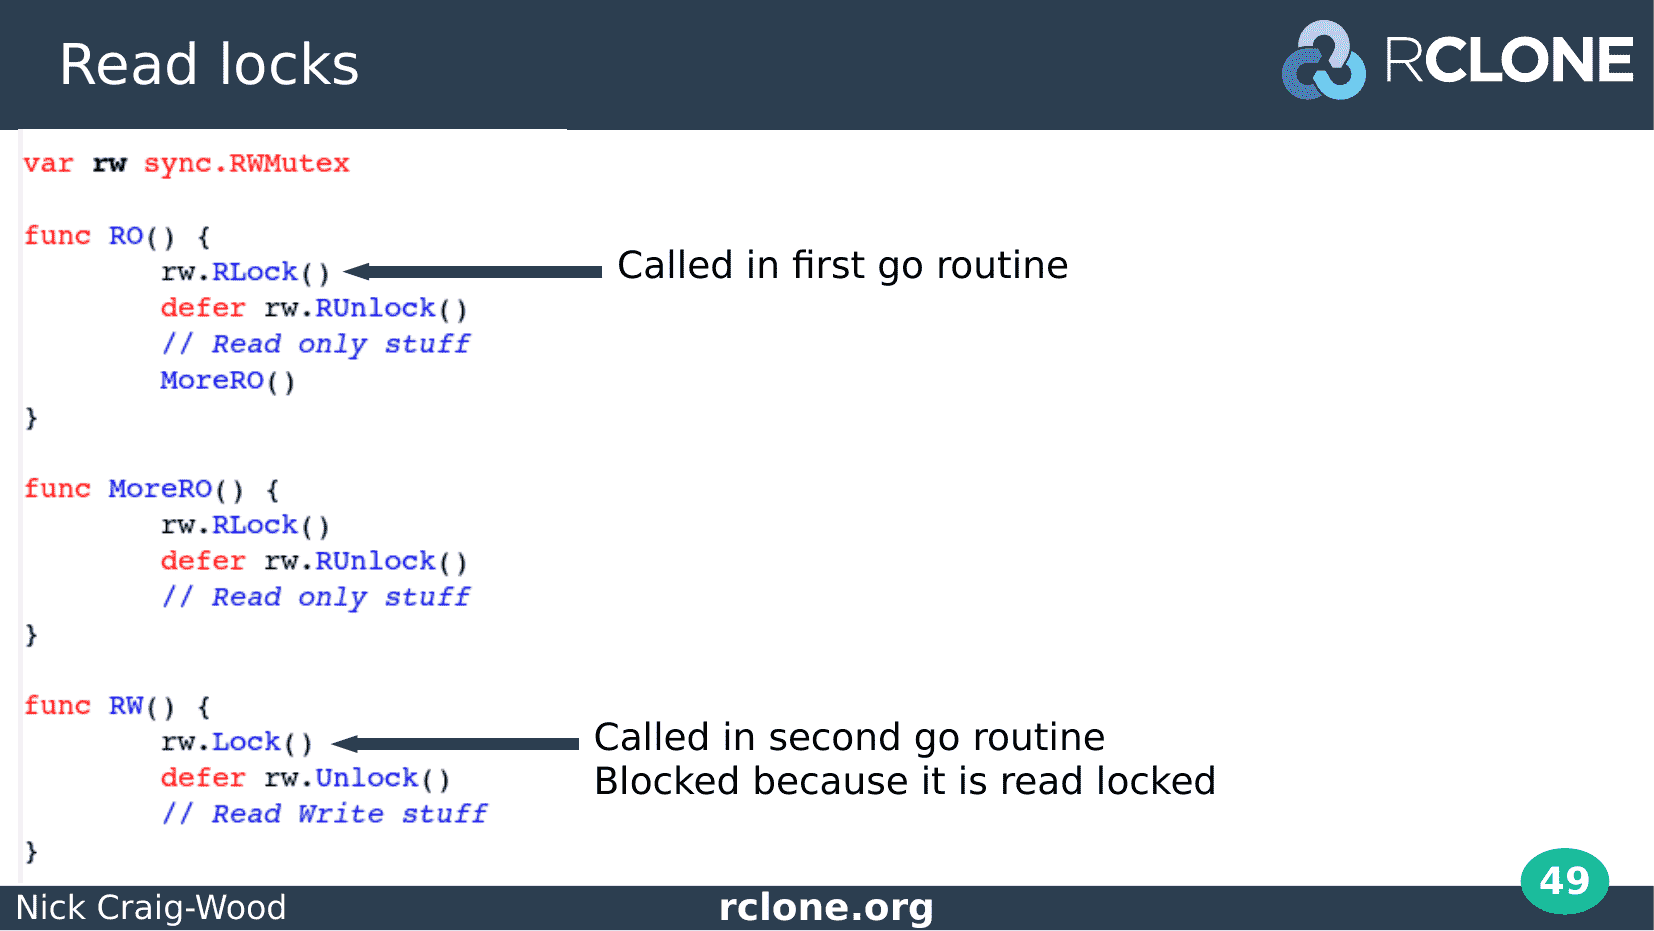 Read locks
RCLONE
var rw sync.RWMutex
func RO() {
rw.RLock()
Called in first go routine
defer rw.RUnlock()
// Read only stuff
MoreRO()
}
func MoreRO() {
rw.RLock()
defer rw.RUnlock()
// Read only stuff
}
func RW() {
rw.Lock()
Called in second go routine
Blocked because it is read locked
defer rw.Unlock()
// Read Write stuff
}
49
Nick Craig-Wood
rclone.org